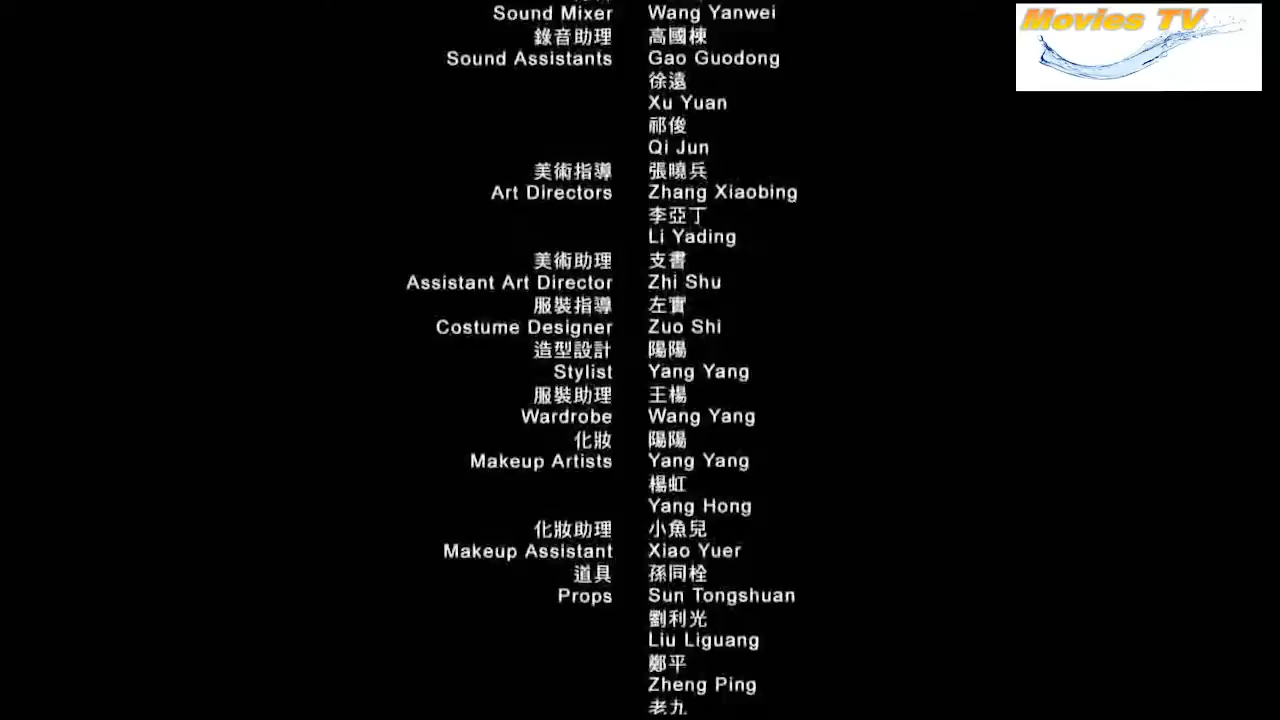 Movies TV
Sound Mixer Wang Yanwei
錄音助理 高國棟
Sound Assistants Gao Guodong
徐遠
Xu Yuan
祁俊
Qi Jun
美術指導 張曉兵
Art Directors Zhang Xiaobing
李亞丁
Li Yading
美術助理 支書
Assistant Art Director Zhi Shu
服裝指導 左實
Costume Designer Zuo Shi
造型設計 陽陽
Stylist Yang Yang
服裝助理 王楊
Wardrobe Wang Yang
化妝 陽陽
Makeup Artists Yang Yang
楊虹
Yang Hong
化妝助理 小魚兒
Makeup Assistant Xiao Yuer
道具 孫同栓
Props Sun Tongshuan
劉利光
Liu Liguang
鄭平
Zheng Ping
老九